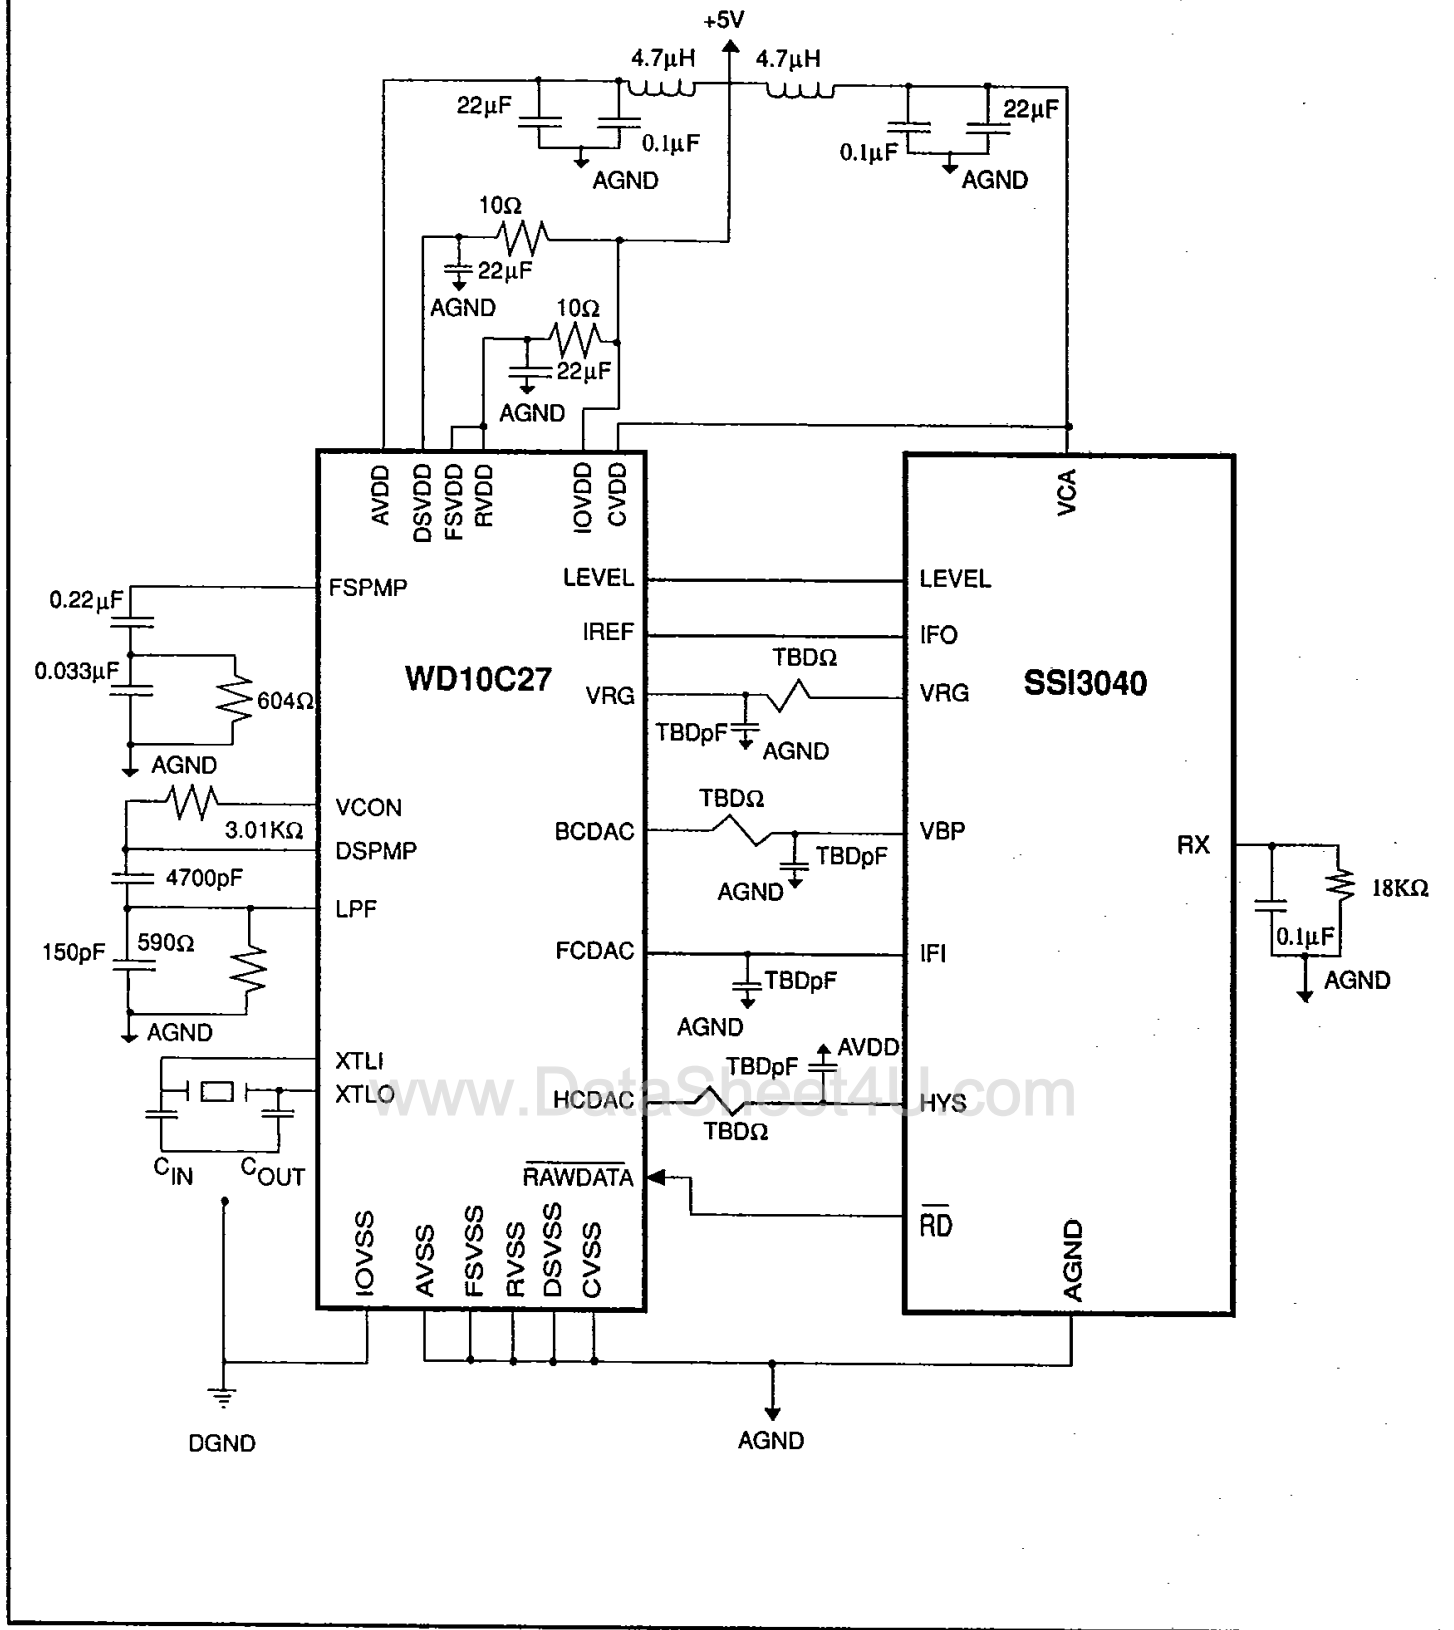 +5V
4.7µH
4.7µH
22µF
0.1µF
AGND
0.1µF
22µF
AGND
10Ω
22µF
AGND
10Ω
22µF
AGND
AVDD
DSVDD
FSVDD
RVDD
IOVDD
CVDD
VCA
FSPMP
LEVEL
LEVEL
0.22µF
IREF
IFO
0.033µF
604Ω
WD10C27
TBDΩ
SSI3040
VRG
VRG
TBDpF
AGND
AGND
VCON
3.01KΩ
TBDΩ
BCDAC
VBP
TBDpF
AGND
RX
DSPMP
4700pF
18KΩ
0.1µF
AGND
LPF
150pF
590Ω
AGND
FCDAC
IFI
TBDpF
AGND
XTLI
XTLO
AVDD
TBDpF
www.DataSheet4U.com
HCDAC
HYS
TBDΩ
CIN
COUT
RAWDATA
RD
IOVSS
AVSS
FSVSS
RVSS
DSVSS
CVSS
AGND
DGND
AGND